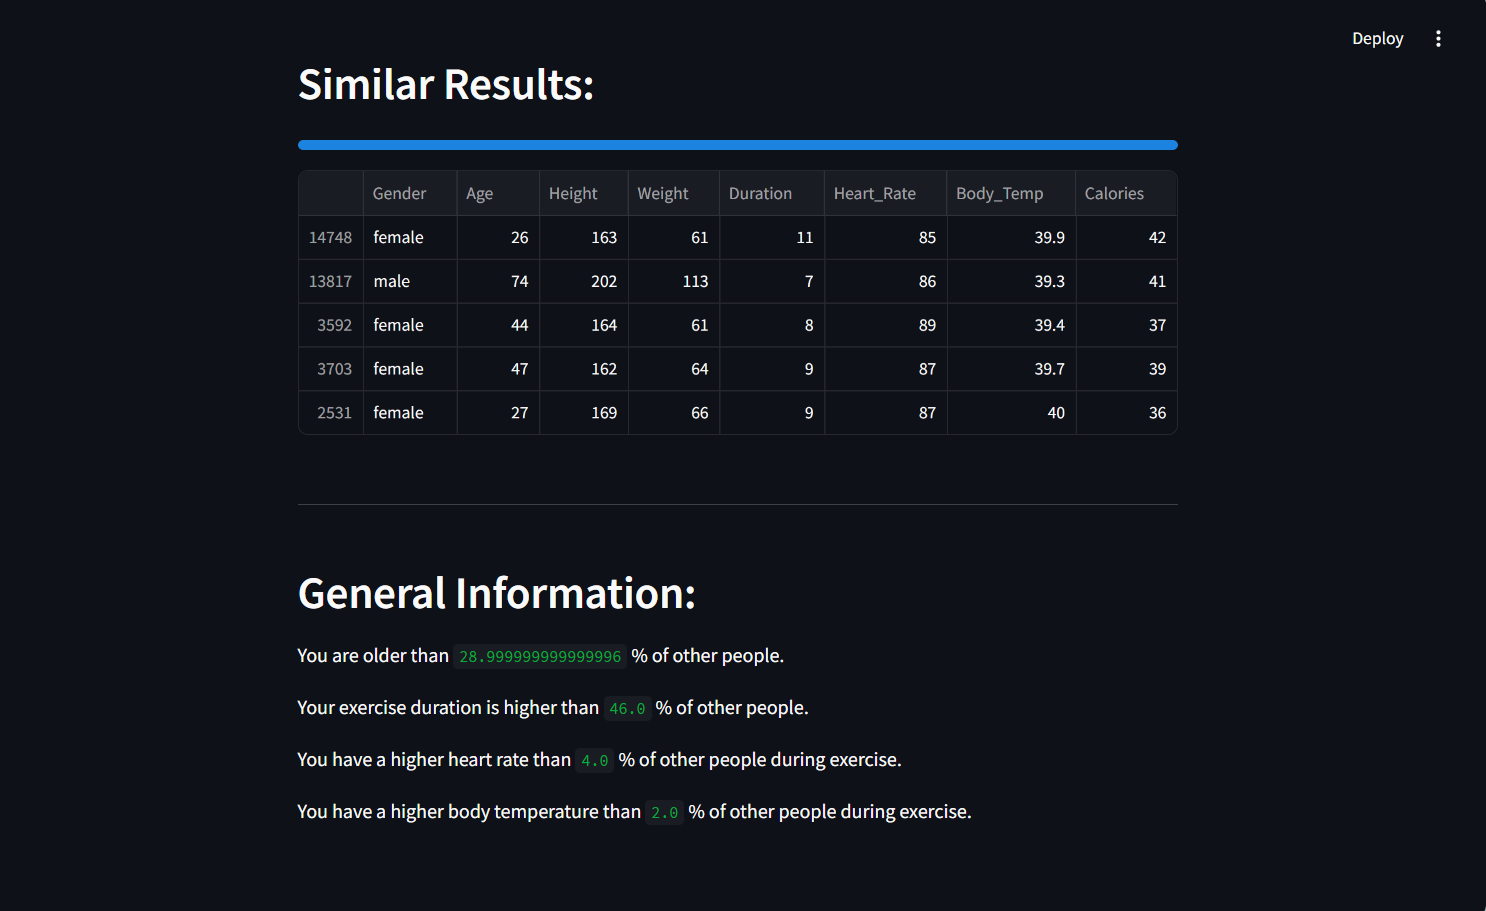 Deploy
Similar Results:
Gender Age Height Weight Duration Heart_Rate Body_Temp Calories
14748 female 26 163 61 11 85 39.9 42
13817 male 74 202 113 7 86 39.3 41
3592 female 44 164 61 8 89 39.4 37
3703 female 47 162 64 9 87 39.7 39
2531 female 27 169 66 9 87 40 36
General Information:
You are older than 28.999999999999996 % of other people.
Your exercise duration is higher than 46.0 % of other people.
You have a higher heart rate than 4.0 % of other people during exercise.
You have a higher body temperature than 2.0 % of other people during exercise.